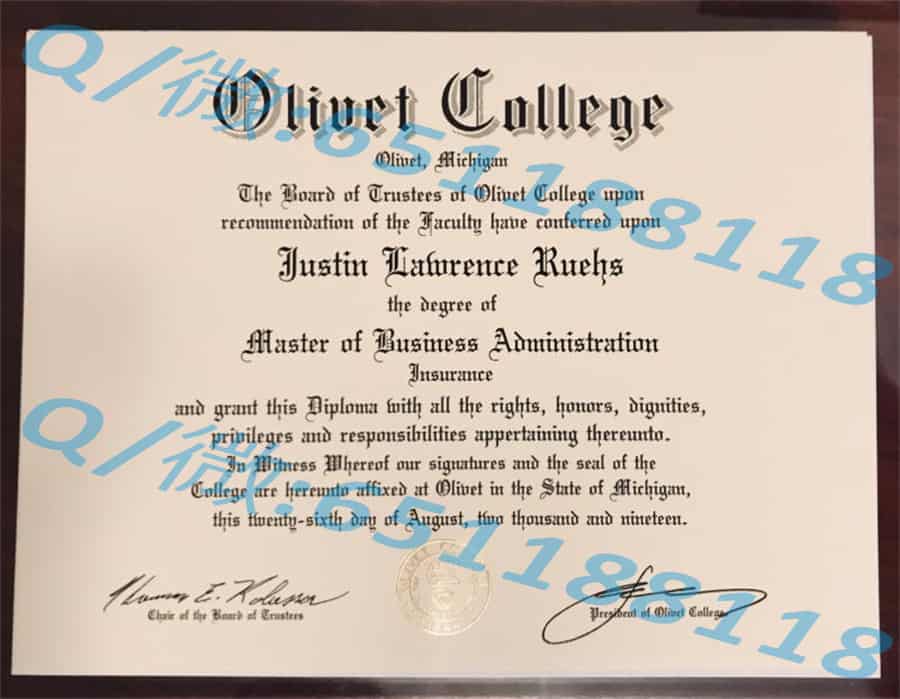 Olivet College
Olivet, Michigan
The Board of Trustees of Olivet College upon
recommendation of the Faculty have conferred upon
Justin Lawrence Ruehs
the degree of
Master of Business Administration
Insurance
and grant this Diploma with all the rights, honors, dignities,
privileges and responsibilities appertaining thereunto.
In Witness Whereof our signatures and the seal of the
College are hereunto affixed at Olivet in the State of Michigan,
this twenty-sixth day of August, two thousand and nineteen.
Chair of the Board of Trustees
President of Olivet College
Q/微:651188118
Q/微:651188118